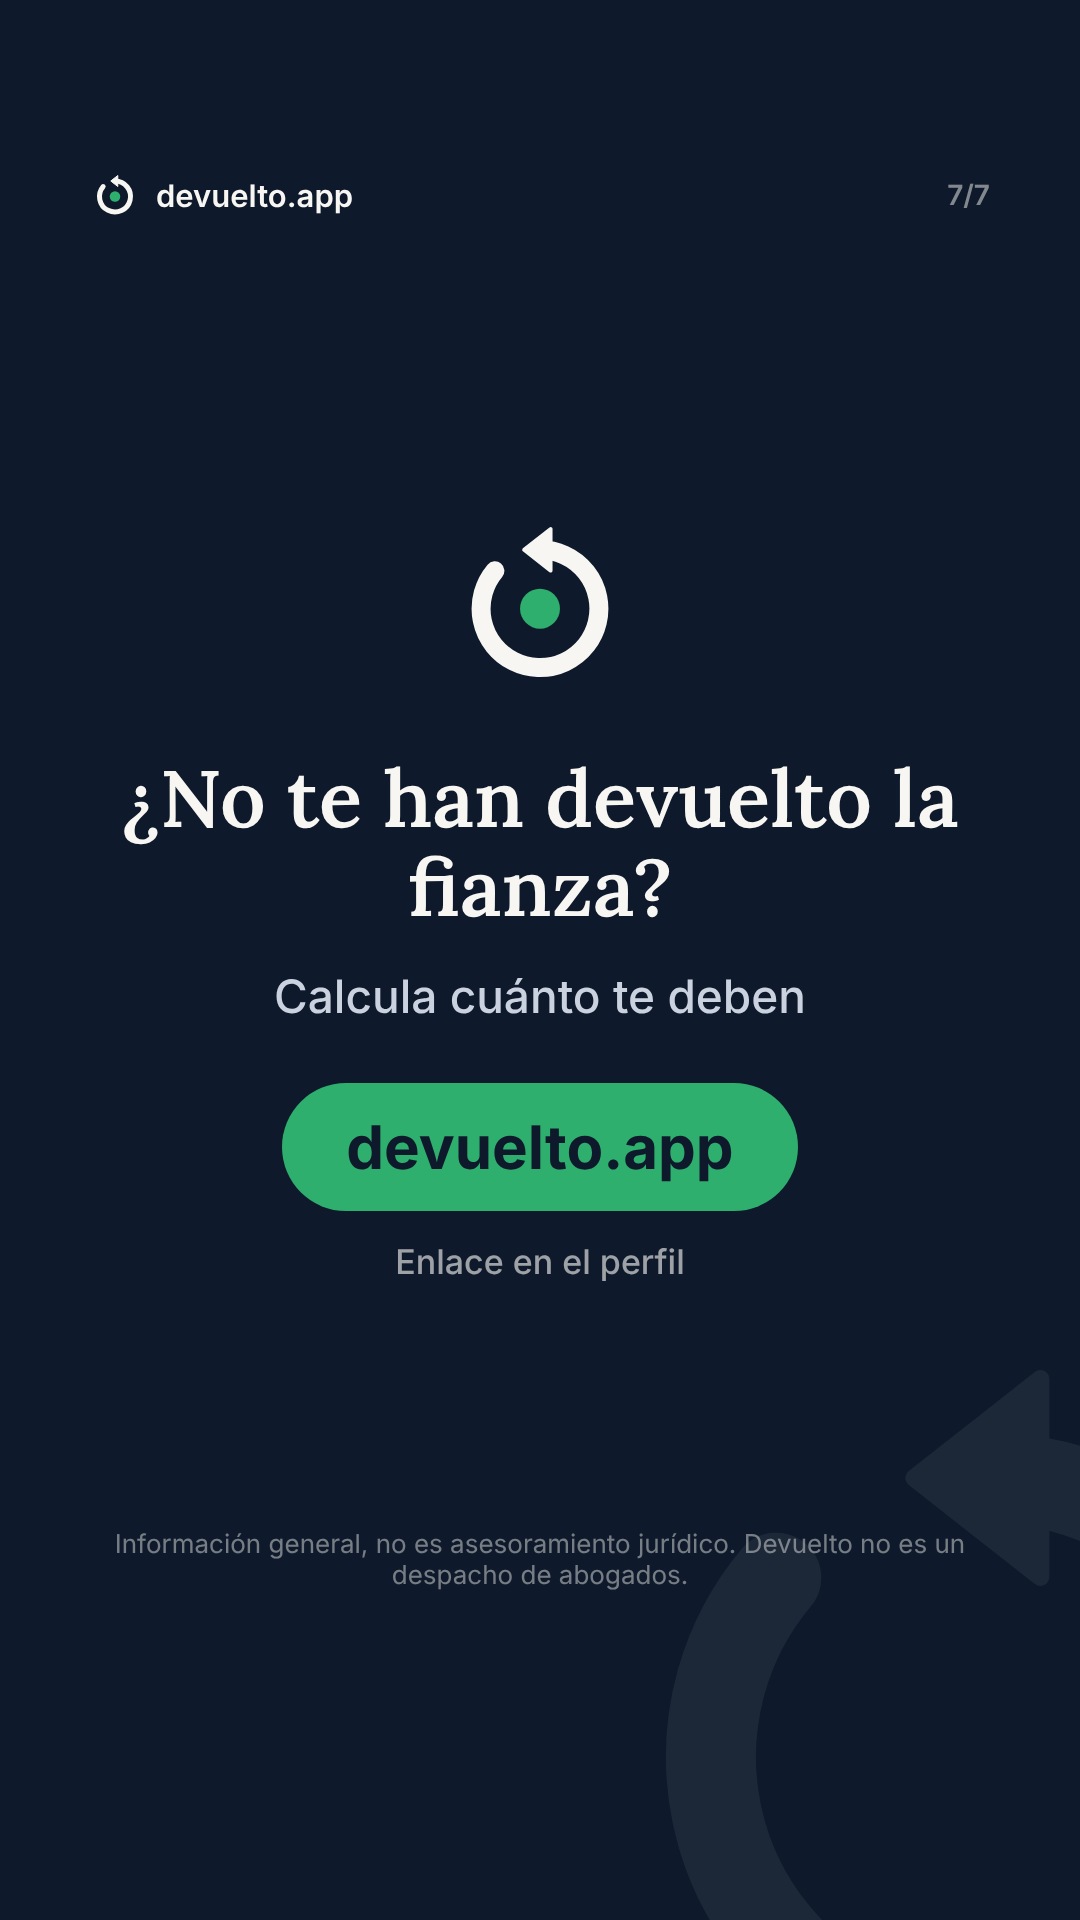 devuelto.app
7/7
¿No te han devuelto la
fianza?
Calcula cuánto te deben
devuelto.app
Enlace en el perfil
Información general, no es asesoramiento jurídico. Devuelto no es un
despacho de abogados.